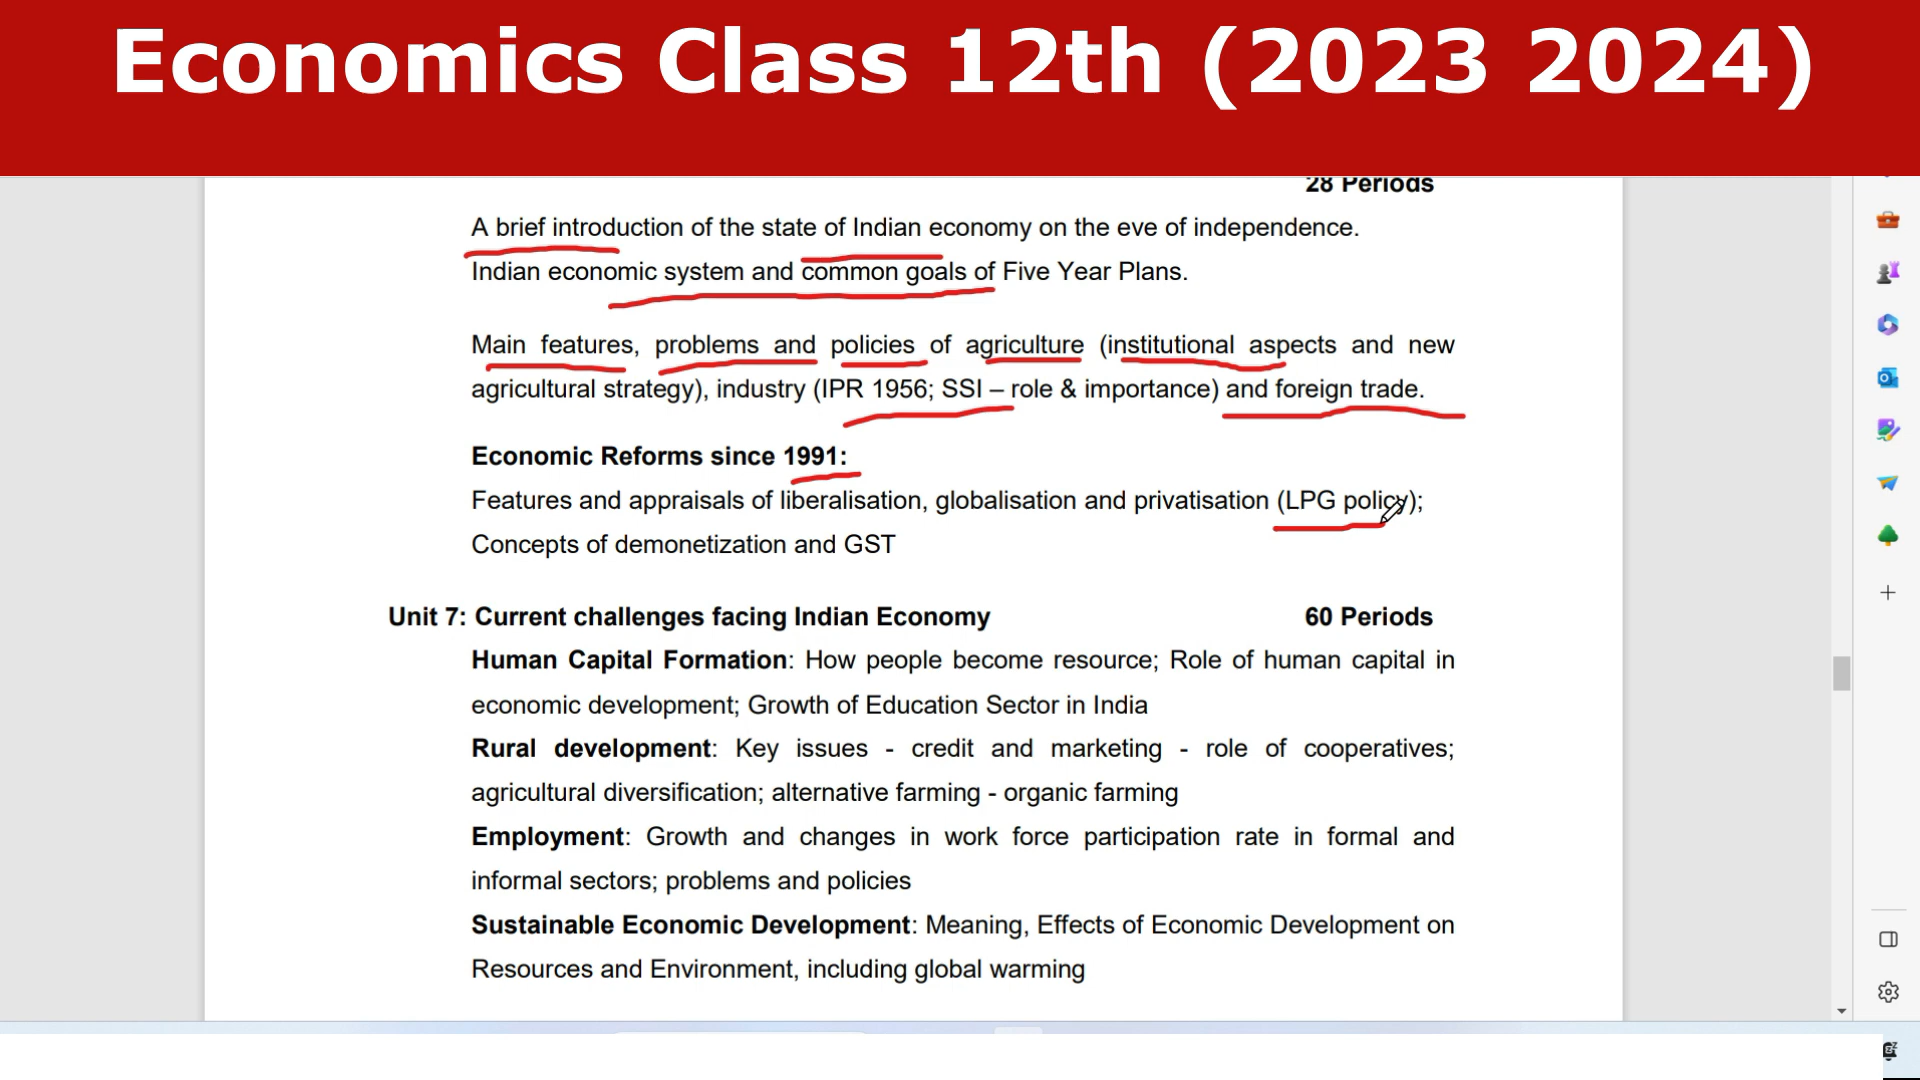 Economics Class 12th (2023 2024)
28 Periods
A brief introduction of the state of Indian economy on the eve of independence.
Indian economic system and common goals of Five Year Plans.
Main features, problems and policies of agriculture (institutional aspects and new
agricultural strategy), industry (IPR 1956; SSI – role & importance) and foreign trade.
Economic Reforms since 1991:
Features and appraisals of liberalisation, globalisation and privatisation (LPG policy);
Concepts of demonetization and GST
Unit 7: Current challenges facing Indian Economy 60 Periods
Human Capital Formation: How people become resource; Role of human capital in
economic development; Growth of Education Sector in India
Rural development: Key issues - credit and marketing - role of cooperatives;
agricultural diversification; alternative farming - organic farming
Employment: Growth and changes in work force participation rate in formal and
informal sectors; problems and policies
Sustainable Economic Development: Meaning, Effects of Economic Development on
Resources and Environment, including global warming